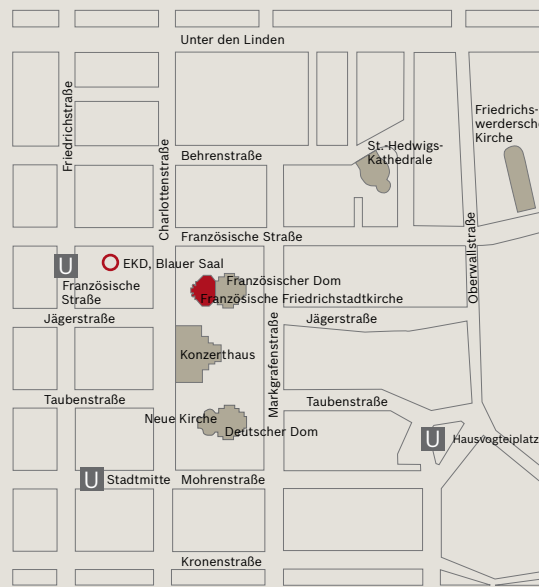 Unter den Linden
Friedrichstraße
Charlottenstraße
Friedrichs-
werdersche
Kirche
St.-Hedwigs-
Kathedrale
Behrenstraße
Französische Straße
Oberwallstraße
U
EKD, Blauer Saal
Französische
Straße
Französischer Dom
Französische Friedrichstadtkirche
Jägerstraße
Jägerstraße
Markgrafenstraße
Konzerthaus
Taubenstraße
Taubenstraße
Neue Kirche
Deutscher Dom
U
Hausvogteiplatz
U
Stadtmitte
Mohrenstraße
Kronenstraße